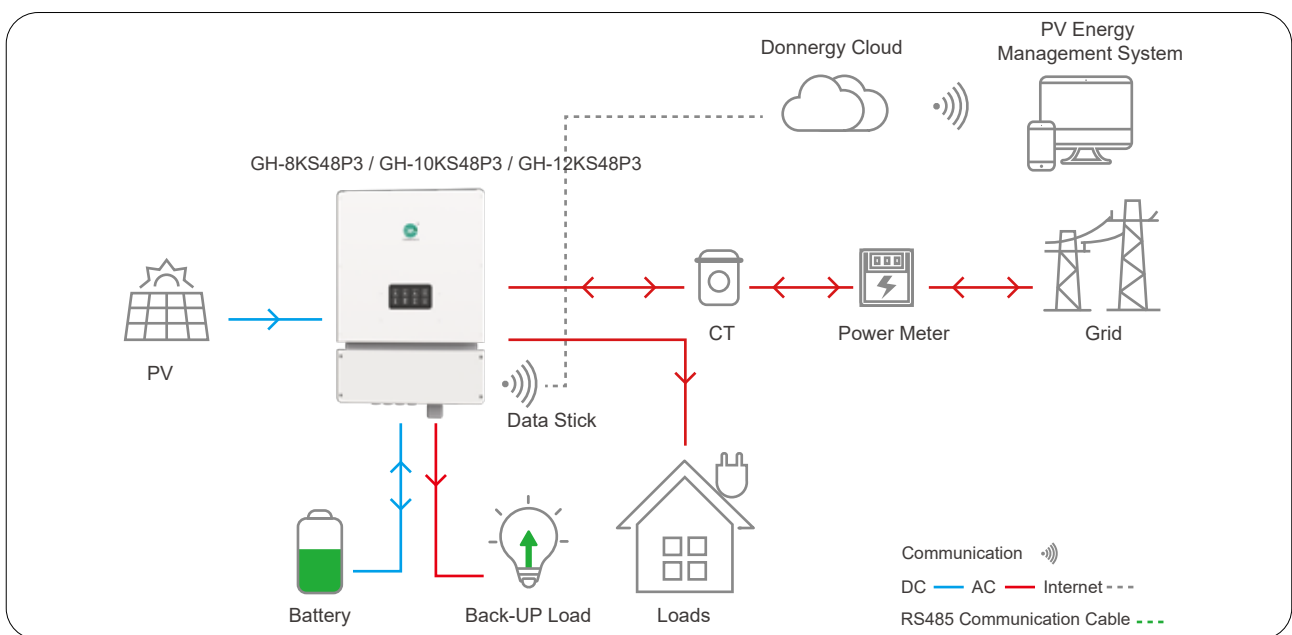 Donnergy Cloud
PV Energy
Management System
GH-8KS48P3 / GH-10KS48P3 / GH-12KS48P3
PV
CT
Power Meter
Grid
Data Stick
Battery
Back-UP Load
Loads
Communication
DC AC Internet
RS485 Communication Cable